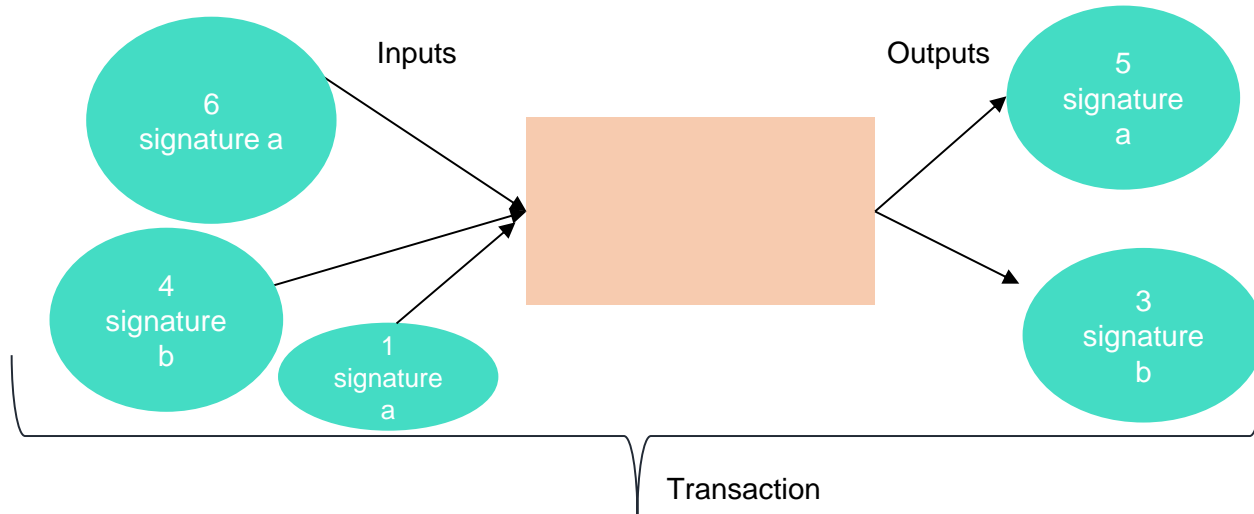 Inputs
Outputs
6
signature a
4
signature
b
1
signature
a
5
signature
a
3
signature
b
Transaction